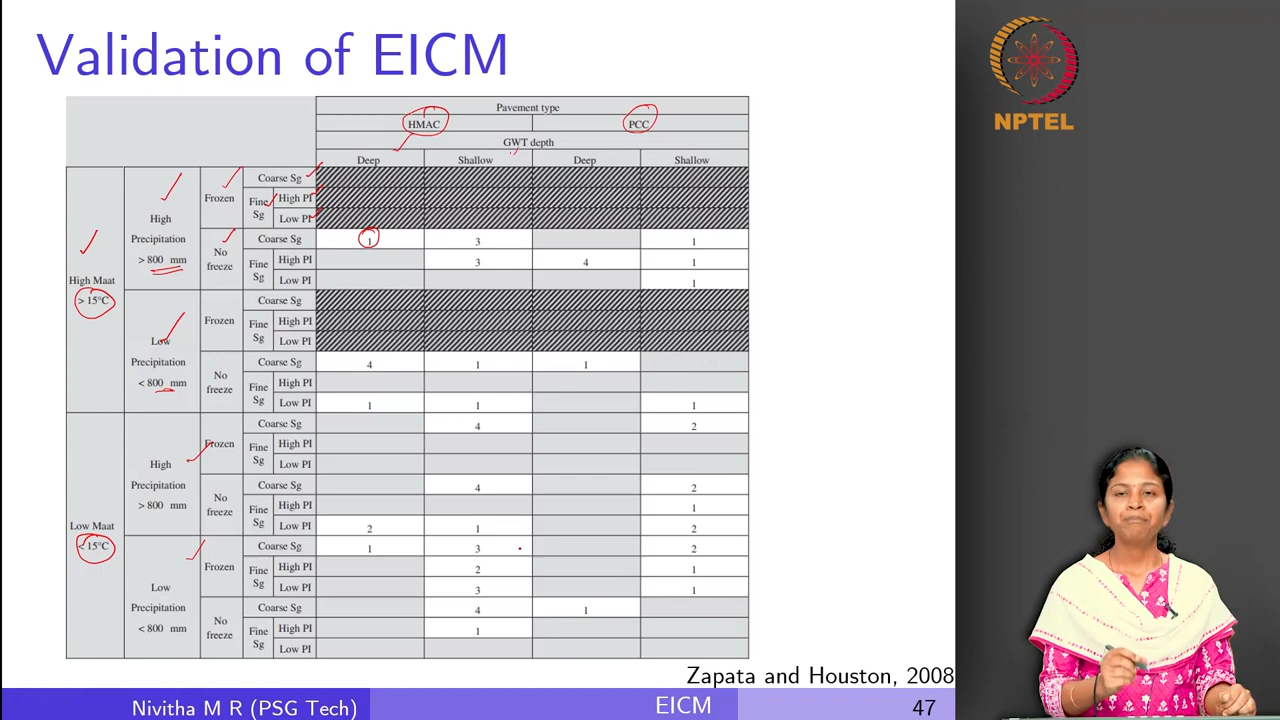 Validation of EICM
NPTEL
Pavement type
HMAC PCC
GWT depth
Deep Shallow Deep Shallow
High Maat
> 15°C
High
Precipitation
> 800 mm
Frozen
Coarse Sg
Fine Sg High PI
Low PI
No freeze
Coarse Sg 1 3 1
Fine Sg High PI 3 4 1
Low PI 1
Low
Precipitation
< 800 mm
Frozen
Coarse Sg
Fine Sg High PI
Low PI
No freeze
Coarse Sg 4 1 1
Fine Sg High PI
Low PI 1 1 1
Low Maat
< 15°C
High
Precipitation
> 800 mm
Frozen
Coarse Sg 4 2
Fine Sg High PI
Low PI
No freeze
Coarse Sg 4 2
Fine Sg High PI 1
Low PI 2 1 2
Low
Precipitation
< 800 mm
Frozen
Coarse Sg 1 3 2
Fine Sg High PI 2 1
Low PI 3 1
No freeze
Coarse Sg 4 1
Fine Sg High PI 1
Low PI
Zapata and Houston, 2008
Nivitha M R (PSG Tech) EICM 47